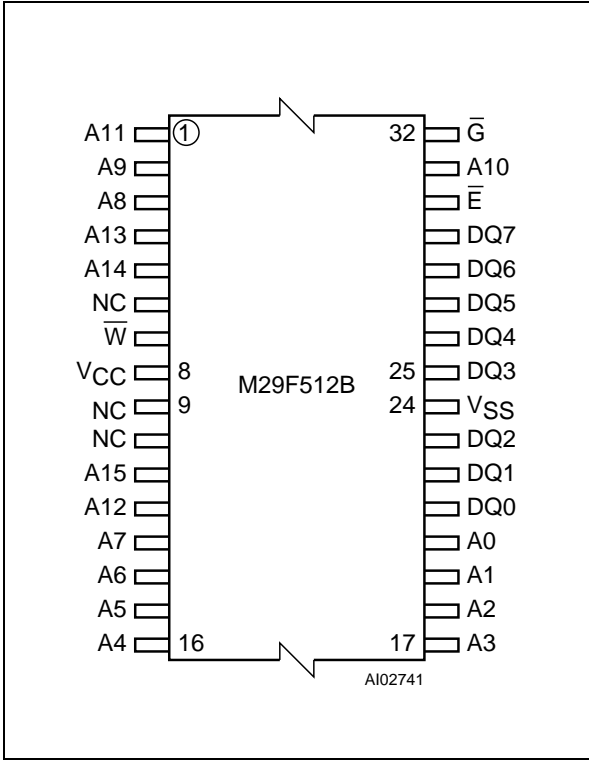 A11 ① 32 G̅
A9 A10
A8 E̅
A13 DQ7
A14 DQ6
NC DQ5
W̅ DQ4
VCC 8 25 DQ3
M29F512B
NC 9 24 VSS
NC DQ2
A15 DQ1
A12 DQ0
A7 A0
A6 A1
A5 A2
A4 16 17 A3
AI02741